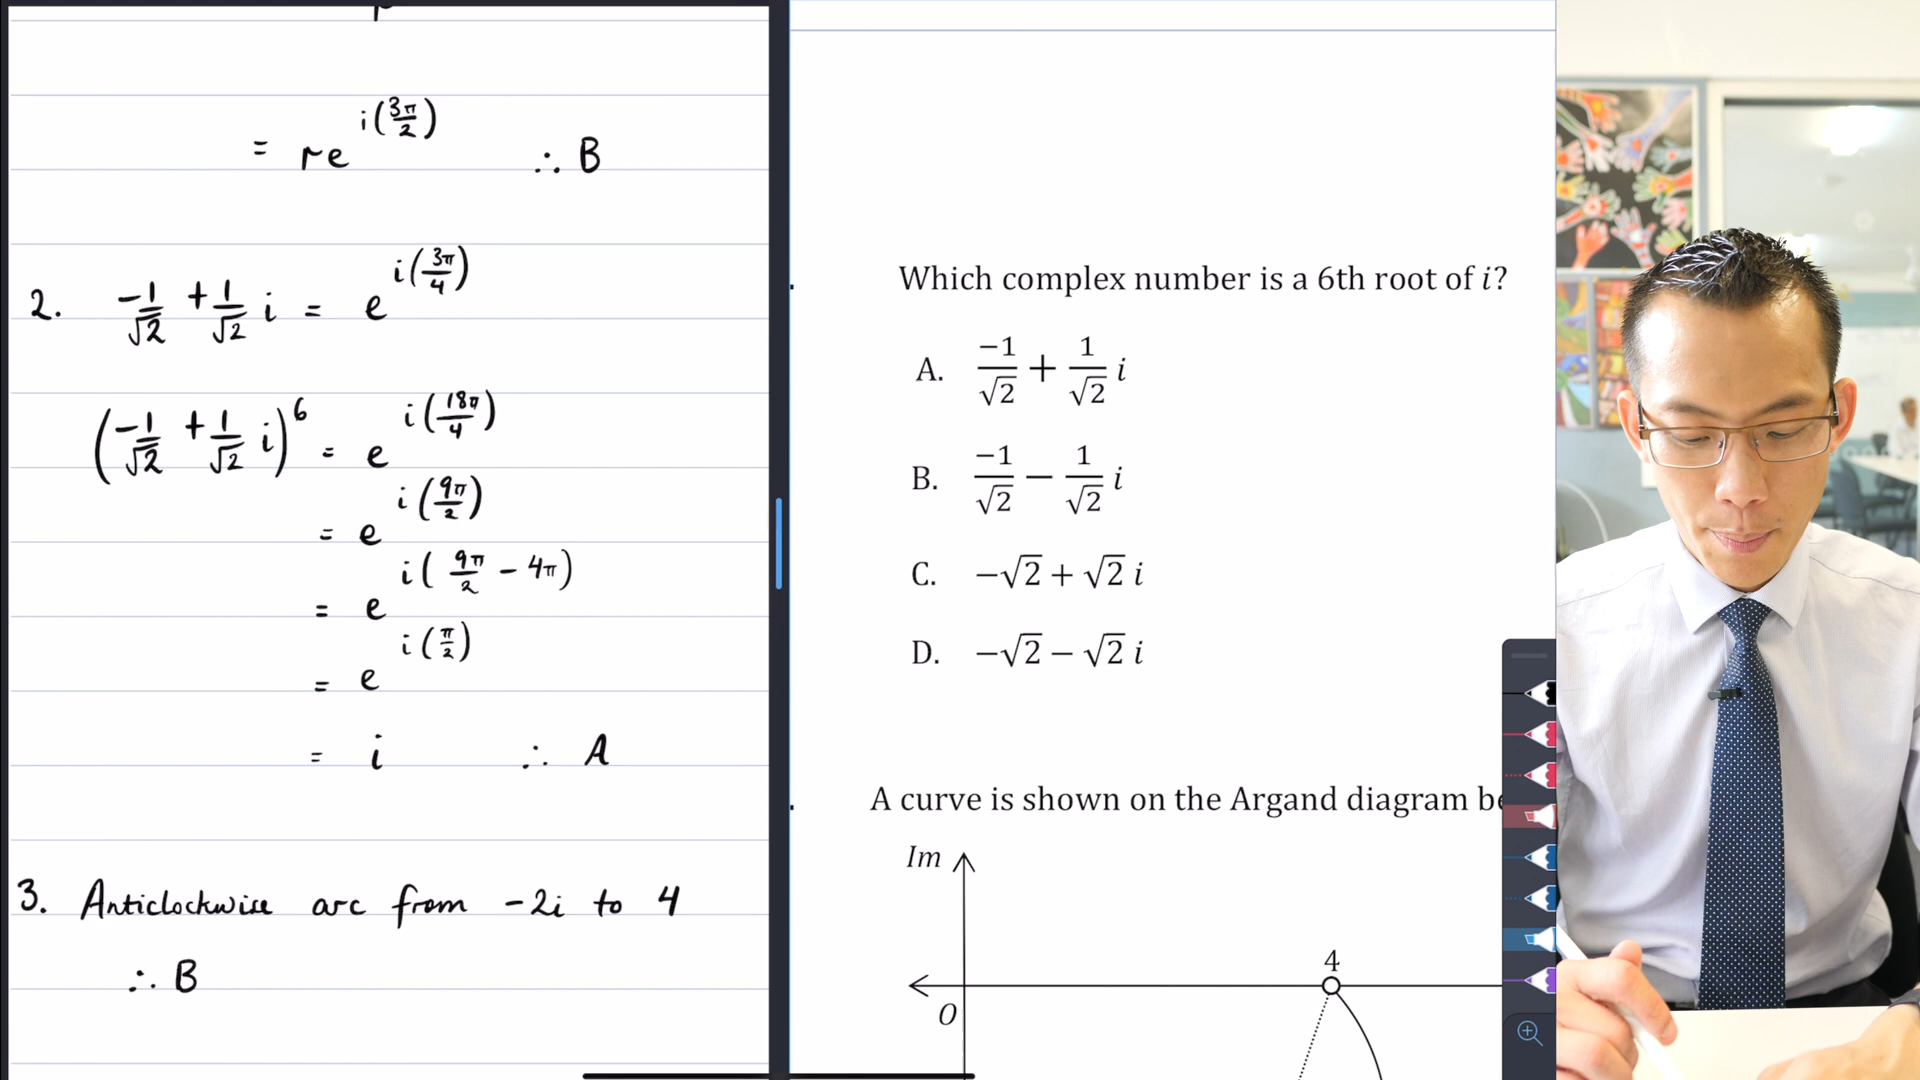 = re^{i(3π/2)} ∴ B
2. -1/√2 + 1/√2 i = e^{i(3π/4)}
(-1/√2 + 1/√2 i)^6 = e^{i(18π/4)}
= e^{i(9π/2)}
= e^{i(9π/2 - 4π)}
= e^{i(π/2)}
= i ∴ A
3. Anticlockwise arc from -2i to 4
∴ B
Which complex number is a 6th root of i?
A. −1/√2 + 1/√2 i
B. −1/√2 − 1/√2 i
C. −√2 + √2 i
D. −√2 − √2 i
A curve is shown on the Argand diagram be
Im
4
O